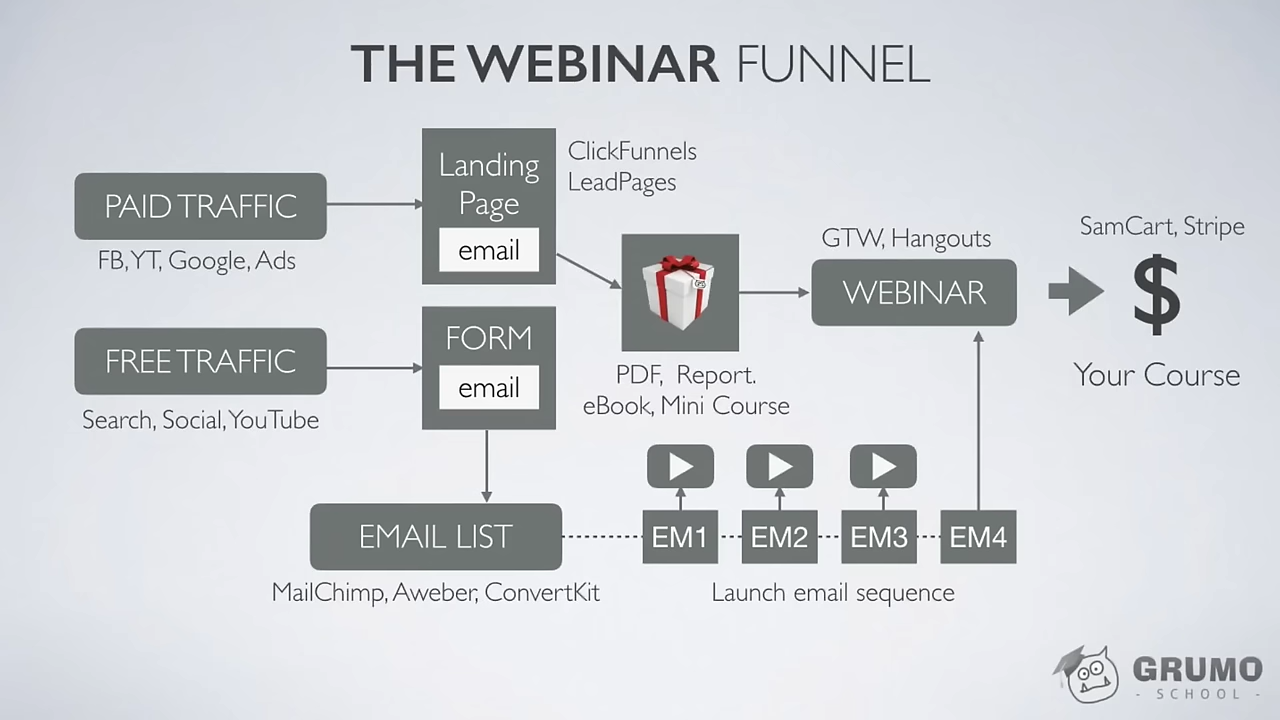 THE WEBINAR FUNNEL
PAID TRAFFIC
FB, YT, Google, Ads
Landing
Page
email
ClickFunnels
LeadPages
FREE TRAFFIC
Search, Social, YouTube
FORM
email
PDF, Report.
eBook, Mini Course
GTW, Hangouts
WEBINAR
SamCart, Stripe
$
Your Course
EMAIL LIST
MailChimp, Aweber, ConvertKit
EM1
EM2
EM3
EM4
Launch email sequence
GRUMO
- SCHOOL -